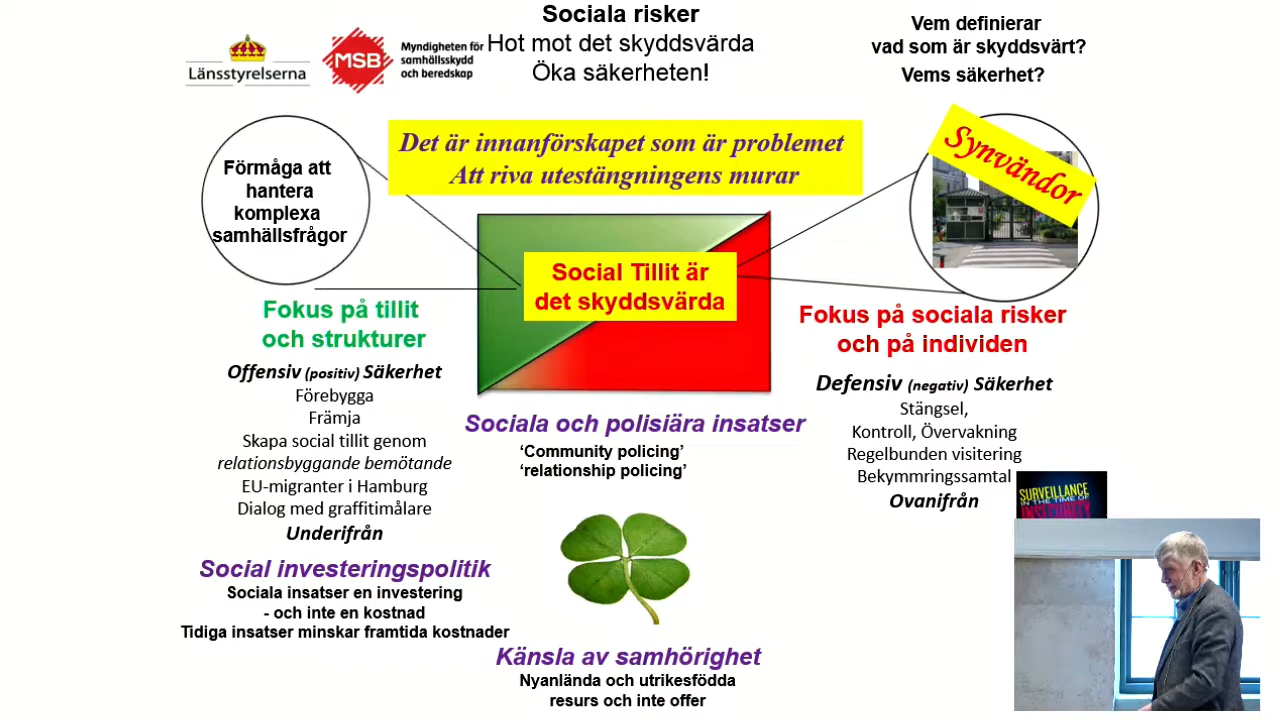 Sociala risker
Hot mot det skyddsvärda
Öka säkerheten!
Vem definierar
vad som är skyddsvärt?
Vems säkerhet?
Länsstyrelserna
MSB
Myndigheten för
samhällsskydd
och beredskap
Det är innanförskapet som är problemet
Att riva utestängningens murar
Synvändor
Förmåga att
hantera
komplexa
samhällsfrågor
Social Tillit är
det skyddsvärda
Fokus på tillit
och strukturer
Offensiv (positiv) Säkerhet
Förebygga
Främja
Skapa social tillit genom
relationsbyggande bemötande
EU-migranter i Hamburg
Dialog med graffitimålare
Underifrån
Social investeringspolitik
Sociala insatser en investering
- och inte en kostnad
Tidiga insatser minskar framtida kostnader
Sociala och polisiära insatser
‘Community policing’
‘relationship policing’
Känsla av samhörighet
Nyanlända och utrikesfödda
resurs och inte offer
Fokus på sociala risker
och på individen
Defensiv (negativ) Säkerhet
Stängsel,
Kontroll, Övervakning
Regelbunden visitering
Bekymmringssamtal
Ovanifrån
SURVEILLANCE
IN THE TIME OF
INSECURITY